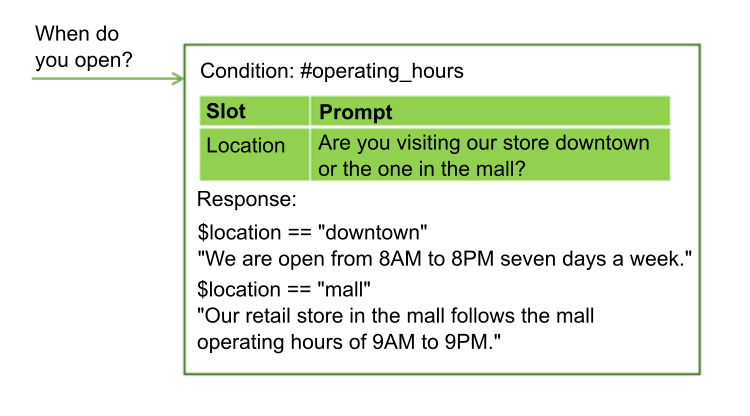 When do
you open?
Condition: #operating_hours
Slot Prompt
Location Are you visiting our store downtown
or the one in the mall?
Response:
$location == "downtown"
"We are open from 8AM to 8PM seven days a week."
$location == "mall"
"Our retail store in the mall follows the mall
operating hours of 9AM to 9PM."